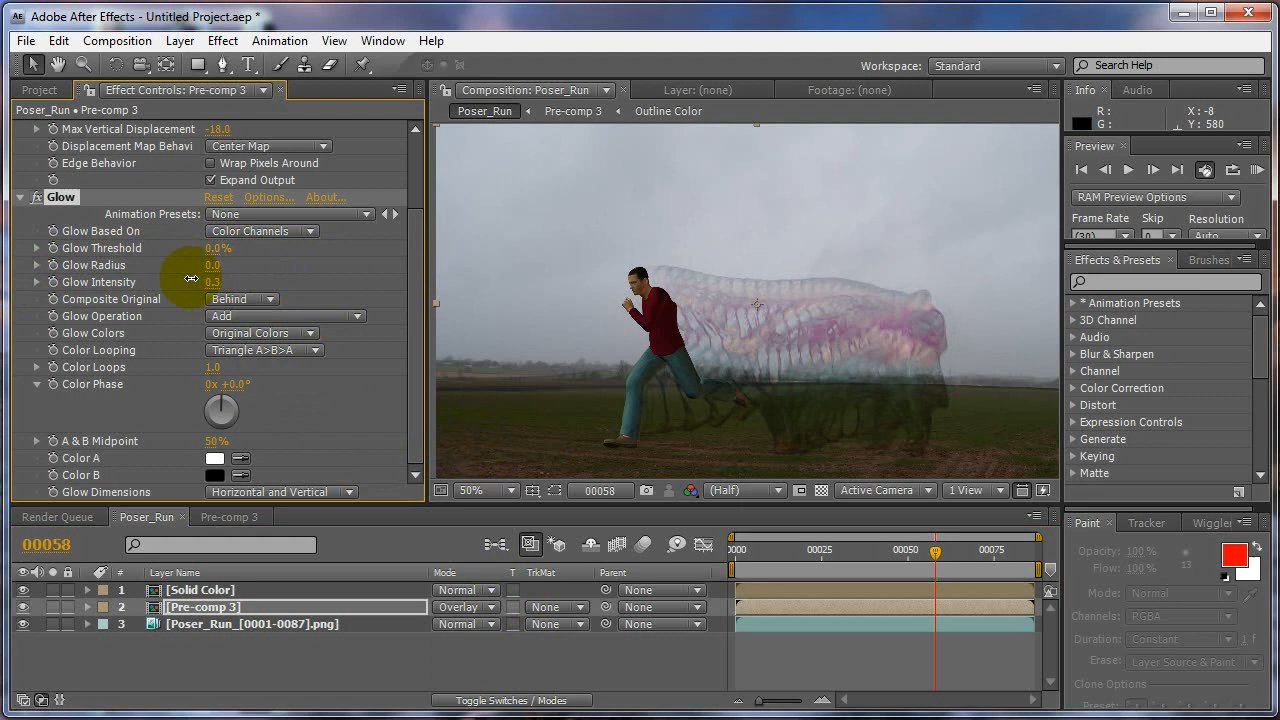 Adobe After Effects - Untitled Project.aep *
File Edit Composition Layer Effect Animation View Window Help
Workspace: Standard Search Help
Project Effect Controls: Pre-comp 3
Poser_Run • Pre-comp 3
Max Vertical Displacement -18.0
Displacement Map Behavi Center Map
Edge Behavior Wrap Pixels Around
Expand Output
fx Glow Reset Options... About...
Animation Presets: None
Glow Based On Color Channels
Glow Threshold 0.0%
Glow Radius 0.0
Glow Intensity 0.3
Composite Original Behind
Glow Operation Add
Glow Colors Original Colors
Color Looping Triangle A>B>A
Color Loops 1.0
Color Phase 0x +0.0°
A & B Midpoint 50%
Color A
Color B
Glow Dimensions Horizontal and Vertical
Composition: Poser_Run Layer: (none) Footage: (none)
Poser_Run Pre-comp 3 Outline Color
50% 00058 (Half) Active Camera 1 View
Info Audio
R: X: -8
G: Y: 580
Preview
RAM Preview Options
Frame Rate Skip Resolution
(30) 0 Auto
Effects & Presets Brushes
* Animation Presets
3D Channel
Audio
Blur & Sharpen
Channel
Color Correction
Distort
Expression Controls
Generate
Keying
Matte
Render Queue Poser_Run Pre-comp 3
00058
0000 00025 00050 00075
# Layer Name Mode T TrkMat Parent
1 [Solid Color] Normal None
2 [Pre-comp 3] Overlay None None
3 [Poser_Run_[0001-0087].png] Normal None None
Toggle Switches / Modes
Paint Tracker Wiggler
Opacity: 100 %
Flow: 100 % 13
Mode: Normal
Channels: RGBA
Duration: Constant 1 f
Erase: Layer Source & Paint
Clone Options
Preset: